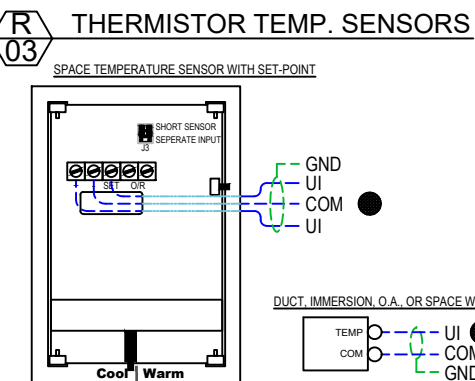 R
03
THERMISTOR TEMP. SENSORS
SPACE TEMPERATURE SENSOR WITH SET-POINT
SHORT SENSOR
SEPERATE INPUT
J3
+ - SET O/R
GND
UI
COM
UI
Cool Warm
DUCT, IMMERSION, O.A., OR SPACE W
TEMP UI
COM COM
GND